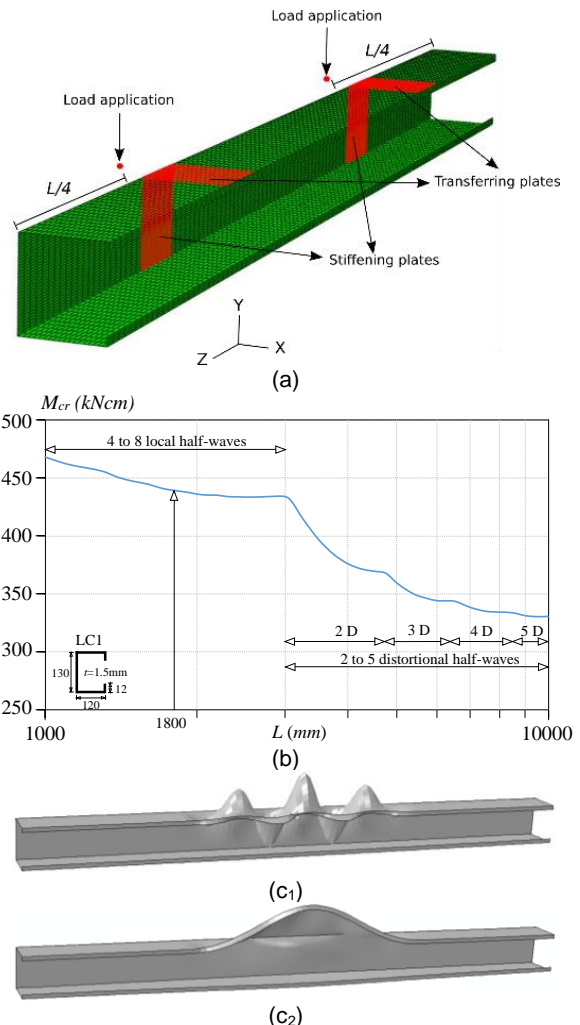 Load application
L/4
Load application
L/4
Transferring plates
Stiffening plates
Y
Z
X
(a)
M_cr (kNcm)
500
4 to 8 local half-waves
450
400
350
2 D
3 D
4 D
5 D
LC1
300
2 to 5 distortional half-waves
130
t=1.5mm
12
120
250
1000
1800
L (mm)
10000
(b)
(c₁)
(c₂)